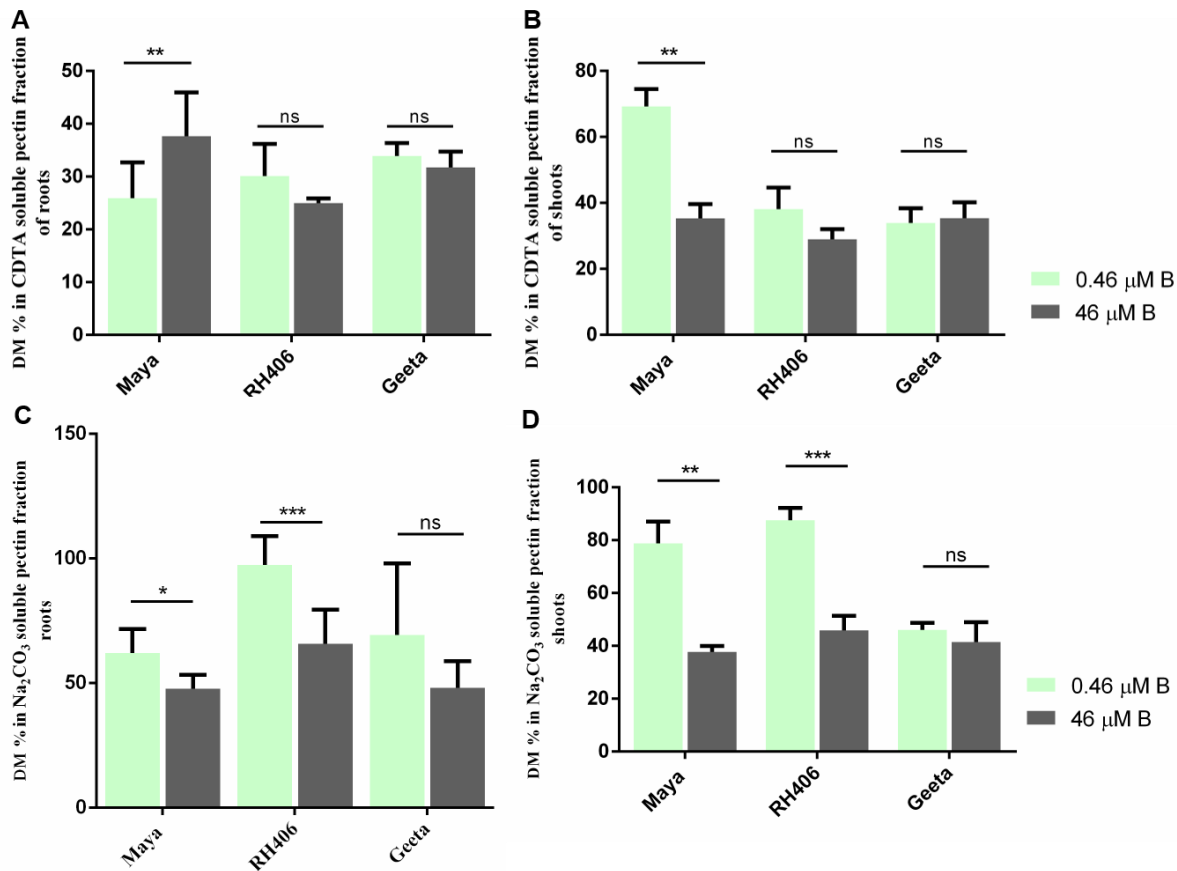 A
DM % in CDTA soluble pectin fraction
of roots
50
40
30
20
10
0
**
ns
ns
Maya
RH406
Geeta
B
DM % in CDTA soluble pectin fraction
of shoots
80
60
40
20
0
**
ns
ns
Maya
RH406
Geeta
0.46 μM B
46 μM B
C
DM % in Na₂CO₃ soluble pectin fraction
roots
150
100
50
0
*
***
ns
Maya
RH406
Geeta
D
DM % in Na₂CO₃ soluble pectin fraction
shoots
100
80
60
40
20
0
**
***
ns
Maya
RH406
Geeta
0.46 μM B
46 μM B